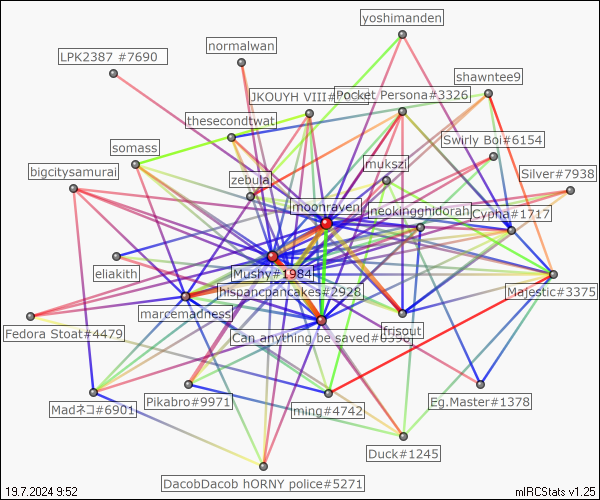 yoshimanden
normalwan
LPK2387 #7690
shawntee9
JKOUYH VIII#
Pocket Persona#3326
thesecondtwat
Swirly Boi#6154
somass
mukszi
bigcitysamurai
zebula
Silver#7938
moonraven
neokingghidorah
Cypha#1717
eliakith
Mushy#1984
hispanicpancakes#2928
Majestic#3375
marcemadness
Fedora Stoat#4479
frisout
Can anything be saved#6398
Madネコ#6901
Pikabro#9971
ming#4742
Eg.Master#1378
Duck#1245
DacobDacob hORNY police#5271
19.7.2024 9:52
mIRCStats v1.25